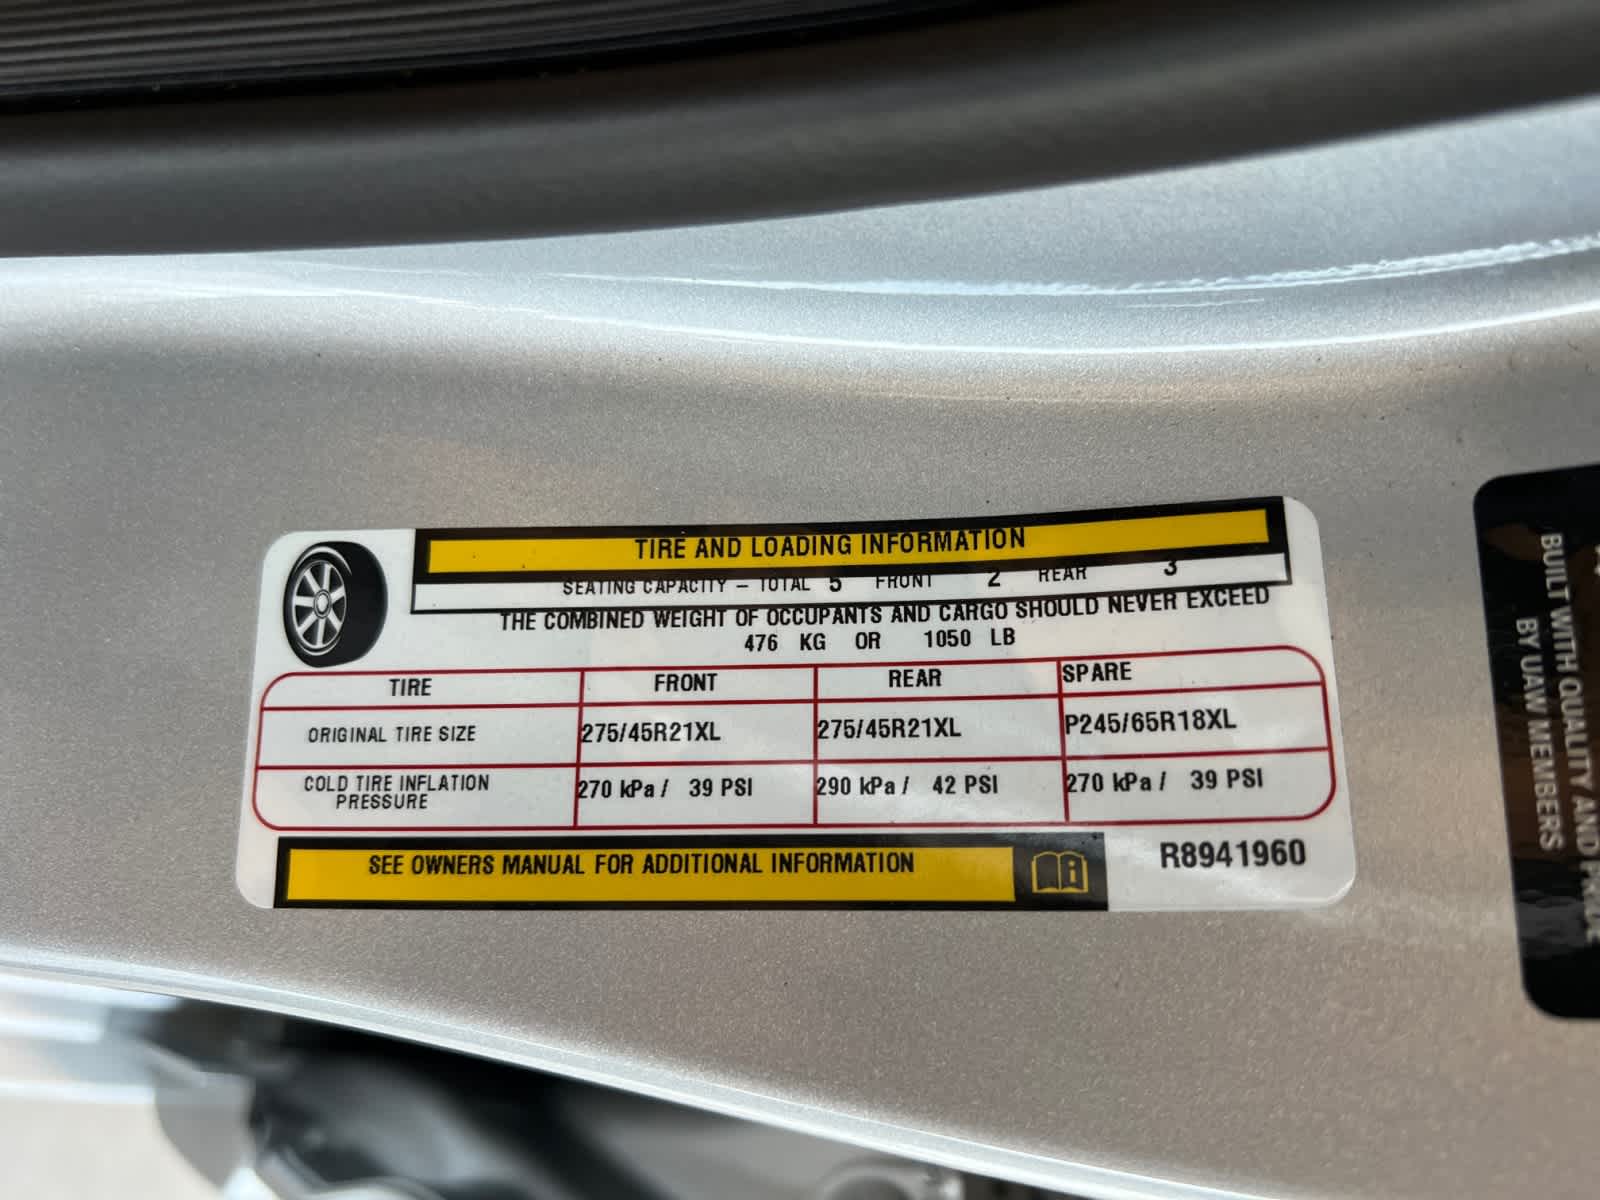 TIRE AND LOADING INFORMATION
SEATING CAPACITY – TOTAL 5 FRONT 2 REAR 3
THE COMBINED WEIGHT OF OCCUPANTS AND CARGO SHOULD NEVER EXCEED
476 KG OR 1050 LB
TIRE FRONT REAR SPARE
ORIGINAL TIRE SIZE 275/45R21XL 275/45R21XL P245/65R18XL
COLD TIRE INFLATION PRESSURE 270 kPa / 39 PSI 290 kPa / 42 PSI 270 kPa / 39 PSI
SEE OWNERS MANUAL FOR ADDITIONAL INFORMATION
R8941960
BUILT WITH QUALITY AND PRIDE
BY UAW MEMBERS